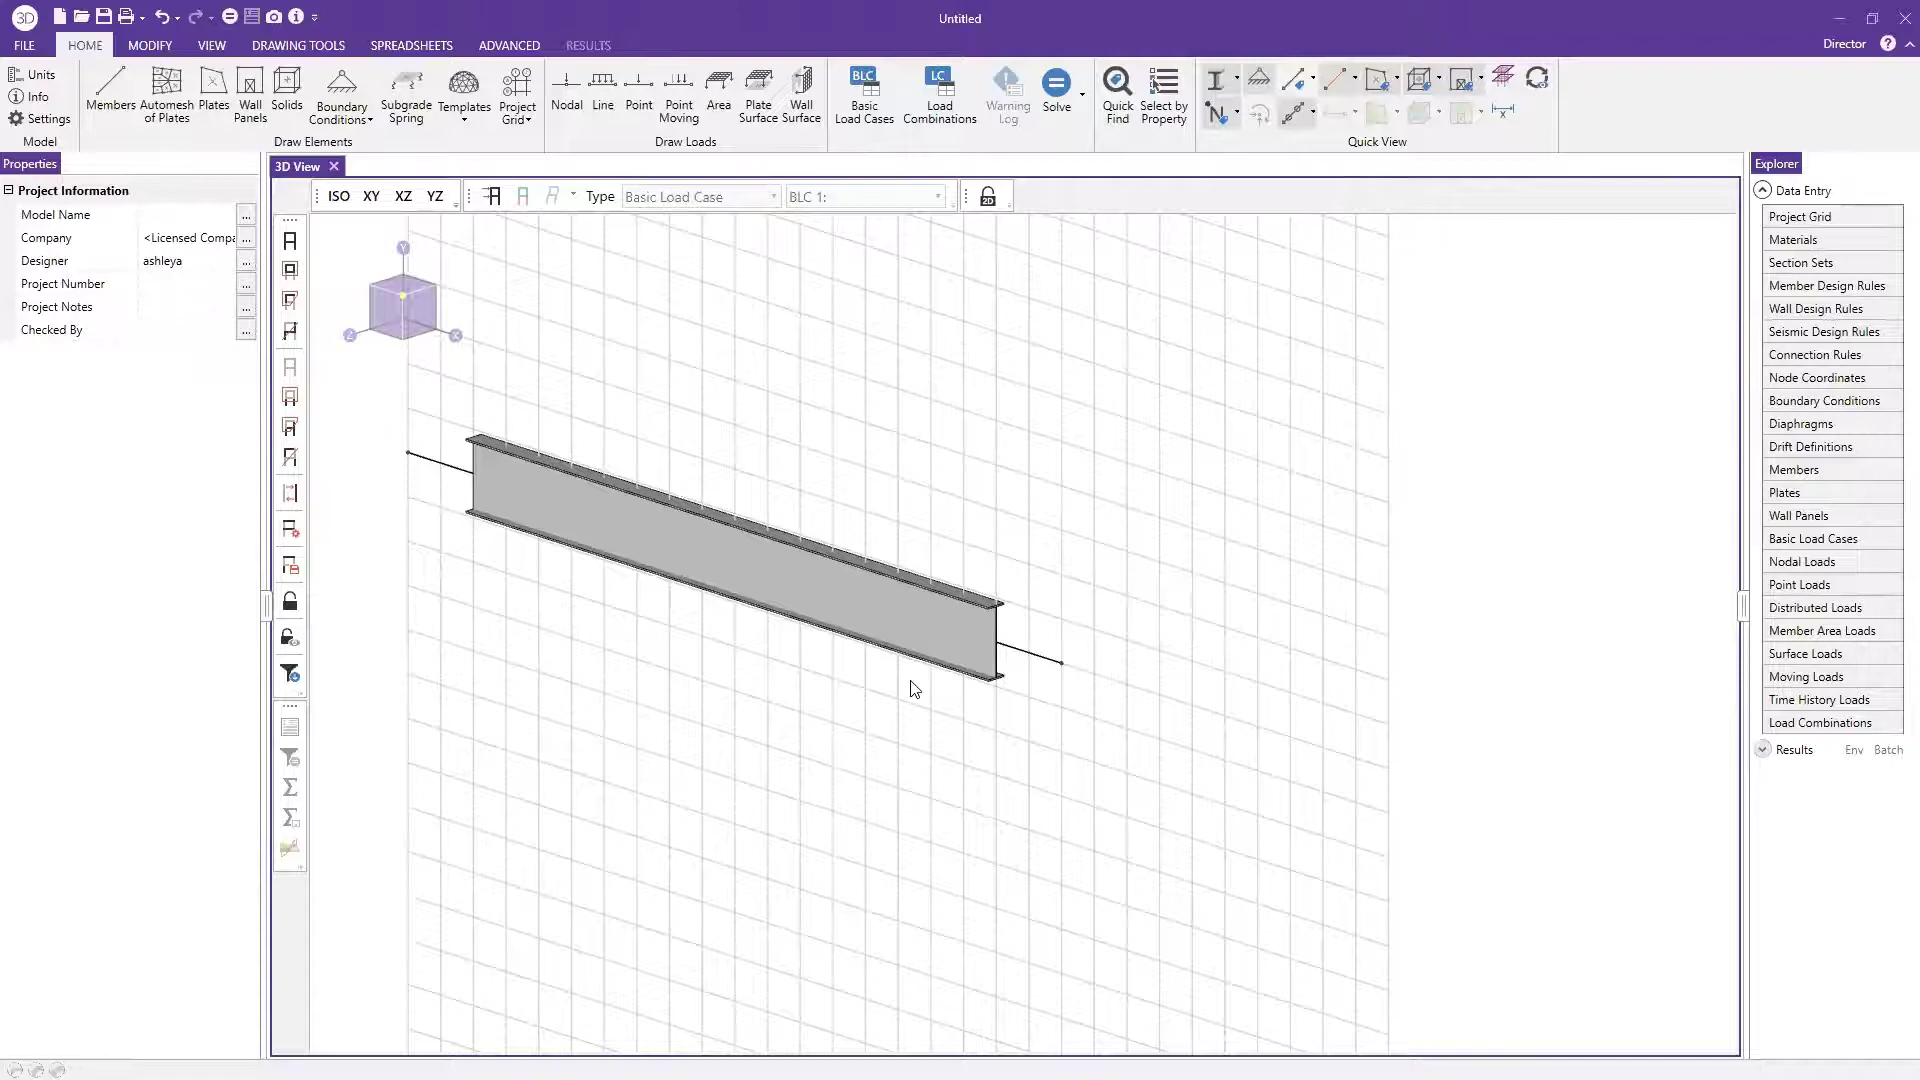 3D
Untitled
FILE HOME MODIFY VIEW DRAWING TOOLS SPREADSHEETS ADVANCED RESULTS
Director ?
Units
Info
Settings
Model
Members
Automesh of Plates
Plates
Wall Panels
Solids
Boundary Conditions
Subgrade Spring
Templates
Project Grid
Draw Elements
Nodal
Line
Point
Point Moving
Area
Plate Surface
Wall Surface
Draw Loads
BLC
Basic Load Cases
LC
Load Combinations
Warning Log
Solve
Quick Find
Select by Property
N
Quick View
Properties
Project Information
Model Name ...
Company <Licensed Compa ...
Designer ashleya ...
Project Number ...
Project Notes ...
Checked By ...
3D View
ISO XY XZ YZ Type Basic Load Case BLC 1: 2D
Y
Z
X
Explorer
Data Entry
Project Grid
Materials
Section Sets
Member Design Rules
Wall Design Rules
Seismic Design Rules
Connection Rules
Node Coordinates
Boundary Conditions
Diaphragms
Drift Definitions
Members
Plates
Wall Panels
Basic Load Cases
Nodal Loads
Point Loads
Distributed Loads
Member Area Loads
Surface Loads
Moving Loads
Time History Loads
Load Combinations
Results Env Batch